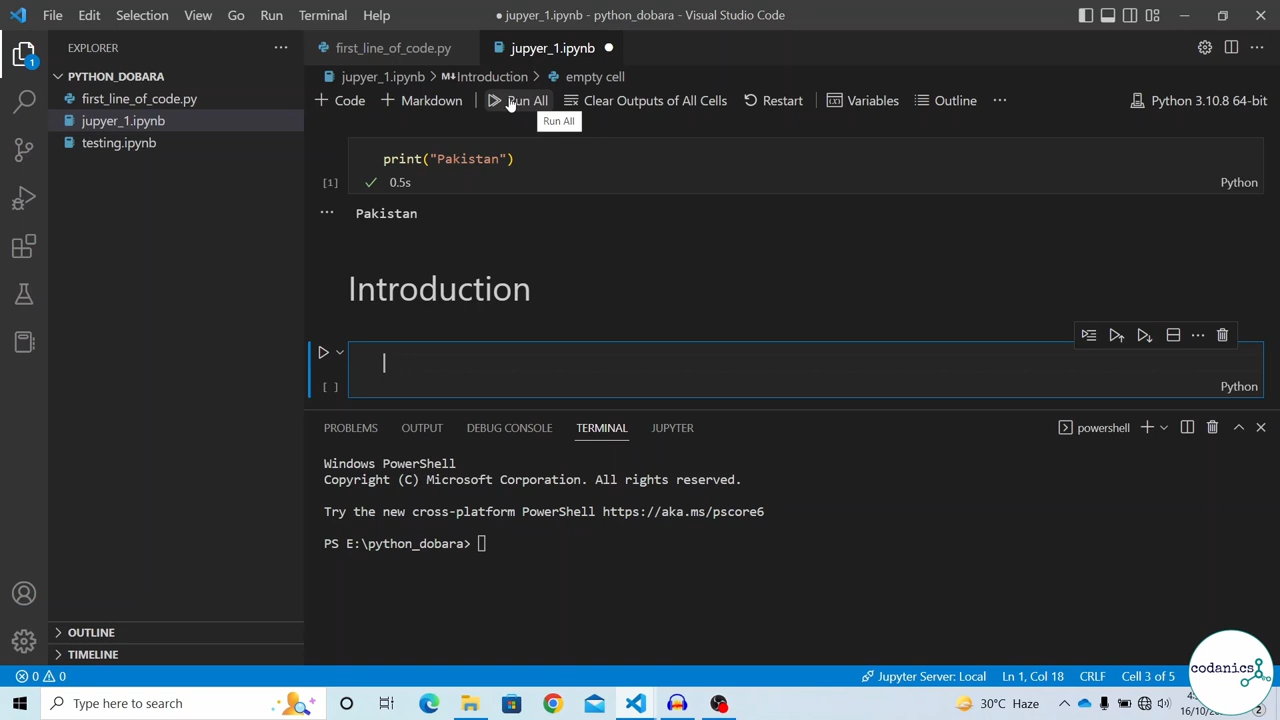 File Edit Selection View Go Run Terminal Help
● jupyer_1.ipynb - python_dobara - Visual Studio Code
EXPLORER
1
PYTHON_DOBARA
first_line_of_code.py
jupyer_1.ipynb
testing.ipynb
OUTLINE
TIMELINE
first_line_of_code.py
jupyer_1.ipynb ●
jupyer_1.ipynb > M↓Introduction > empty cell
+ Code + Markdown Run All Clear Outputs of All Cells Restart Variables Outline ···
Python 3.10.8 64-bit
Run All
print("Pakistan")
[1] ✓ 0.5s
Python
Pakistan
Introduction
[ ]
Python
PROBLEMS OUTPUT DEBUG CONSOLE TERMINAL JUPYTER
powershell
Windows PowerShell
Copyright (C) Microsoft Corporation. All rights reserved.
Try the new cross-platform PowerShell https://aka.ms/pscore6
PS E:\python_dobara>
0 0
Jupyter Server: Local Ln 1, Col 18 CRLF Cell 3 of 5
codanics
Type here to search
30°C Haze
2